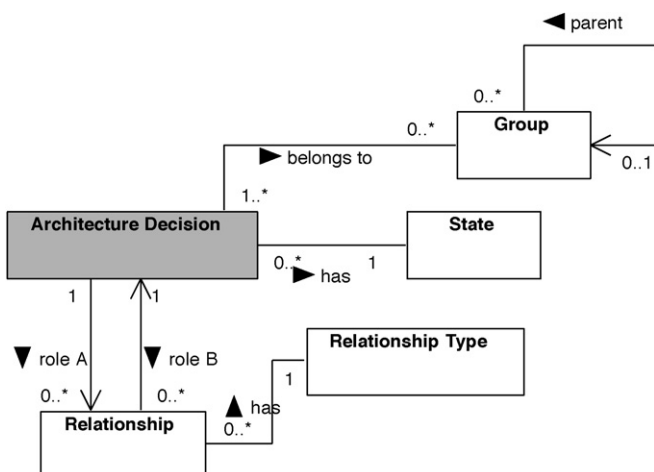 parent
0..*
0..*
Group
belongs to
0..1
1..*
Architecture Decision
State
0..*
1
has
1
1
Relationship Type
role A
role B
1
0..*
0..*
has
0..*
Relationship